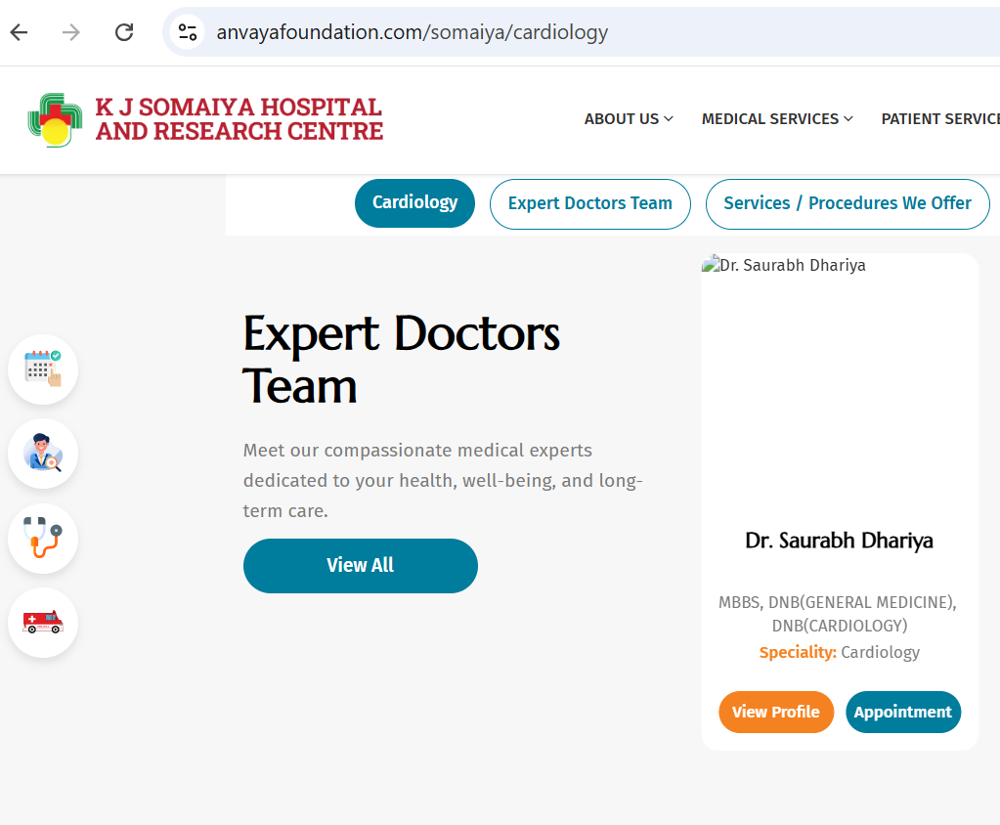 anvayafoundation.com/somaiya/cardiology
K J SOMAIYA HOSPITAL
AND RESEARCH CENTRE
ABOUT US
MEDICAL SERVICES
PATIENT SERVICE
Cardiology
Expert Doctors Team
Services / Procedures We Offer
Expert Doctors
Team
Meet our compassionate medical experts
dedicated to your health, well-being, and long-
term care.
View All
Dr. Saurabh Dhariya
Dr. Saurabh Dhariya
MBBS, DNB(GENERAL MEDICINE),
DNB(CARDIOLOGY)
Speciality: Cardiology
View Profile
Appointment